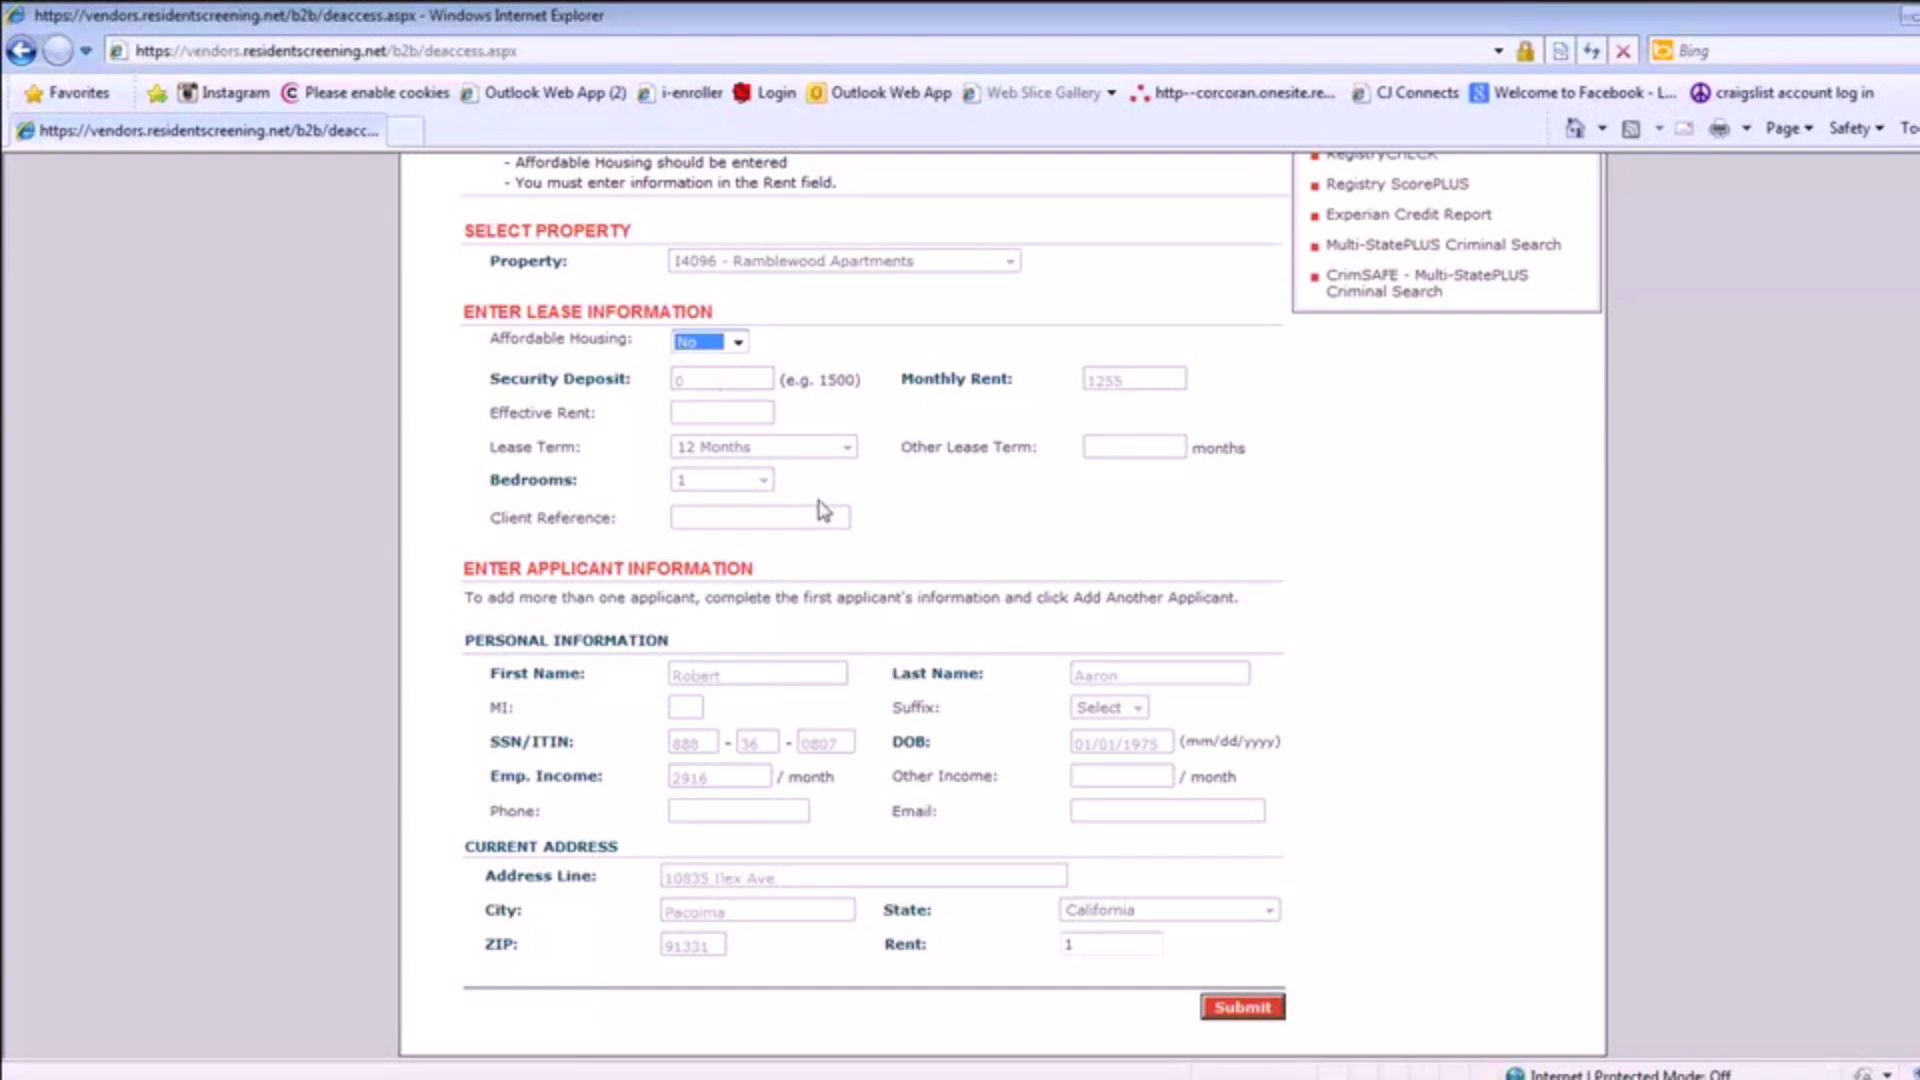 https://vendors.residentscreening.net/b2b/deaccess.aspx - Windows Internet Explorer
https://vendors.residentscreening.net/b2b/deaccess.aspx
Bing
Favorites Instagram Please enable cookies Outlook Web App (2) i-enroller Login Outlook Web App Web Slice Gallery http--corcoran.onesite.re... CJ Connects Welcome to Facebook - L... craigslist account log in
https://vendors.residentscreening.net/b2b/deacc...
Page Safety To
- Affordable Housing should be entered
- You must enter information in the Rent field.
RegistryCHECK
Registry ScorePLUS
Experian Credit Report
Multi-StatePLUS Criminal Search
CrimSAFE - Multi-StatePLUS
Criminal Search
SELECT PROPERTY
Property: I4096 - Ramblewood Apartments
ENTER LEASE INFORMATION
Affordable Housing: No
Security Deposit: 0 (e.g. 1500) Monthly Rent: 1255
Effective Rent:
Lease Term: 12 Months Other Lease Term: months
Bedrooms: 1
Client Reference:
ENTER APPLICANT INFORMATION
To add more than one applicant, complete the first applicant's information and click Add Another Applicant.
PERSONAL INFORMATION
First Name: Robert Last Name: Aaron
MI: Suffix: Select
SSN/ITIN: 888 - 36 - 0807 DOB: 01/01/1975 (mm/dd/yyyy)
Emp. Income: 2916 / month Other Income: / month
Phone: Email:
CURRENT ADDRESS
Address Line: 10835 Ilex Ave
City: Pacoima State: California
ZIP: 91331 Rent: 1
Submit
Internet | Protected Mode: Off